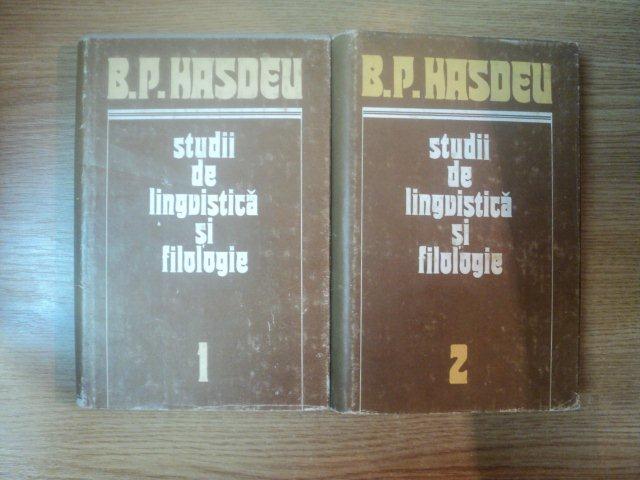 B.P. HASDEU
studii
de
lingvistică
și
filologie
1
B.P. HASDEU
studii
de
lingvistică
și
filologie
2